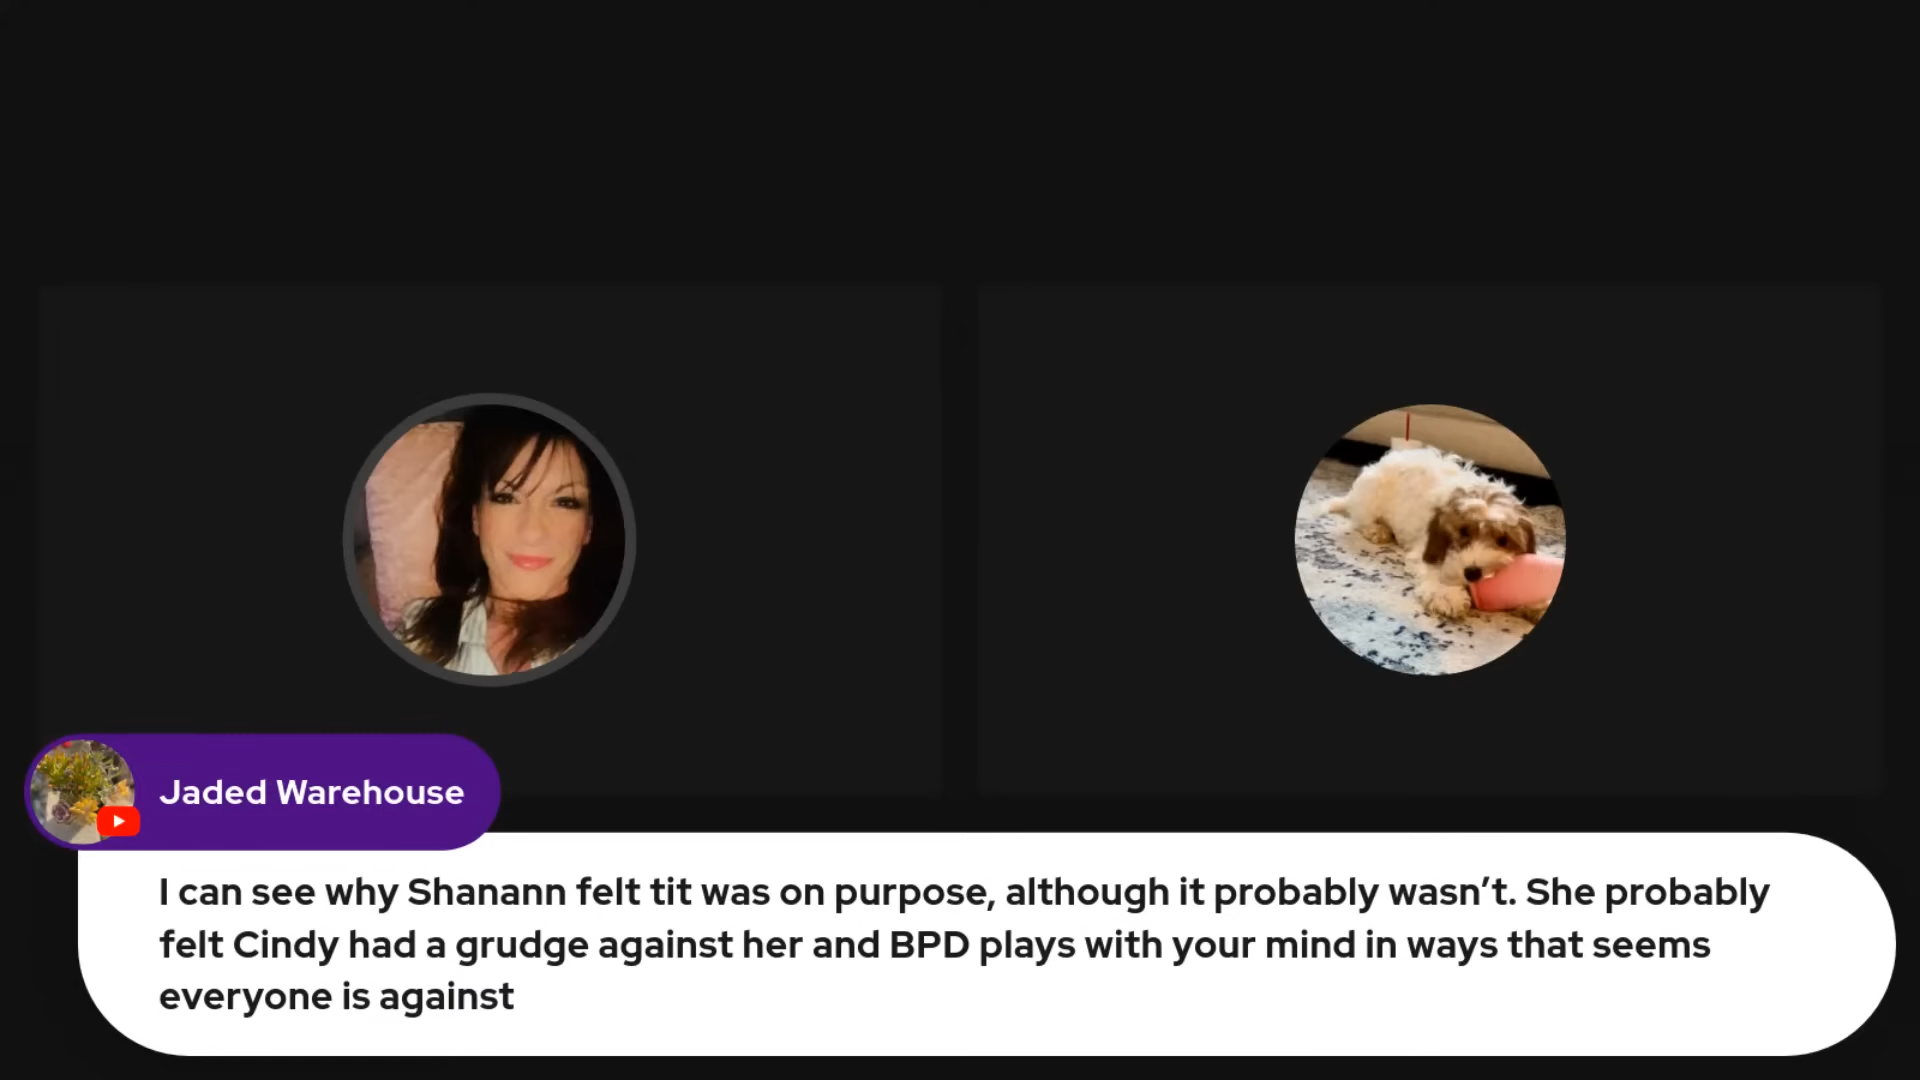 Jaded Warehouse
I can see why Shanann felt tit was on purpose, although it probably wasn’t. She probably
felt Cindy had a grudge against her and BPD plays with your mind in ways that seems
everyone is against